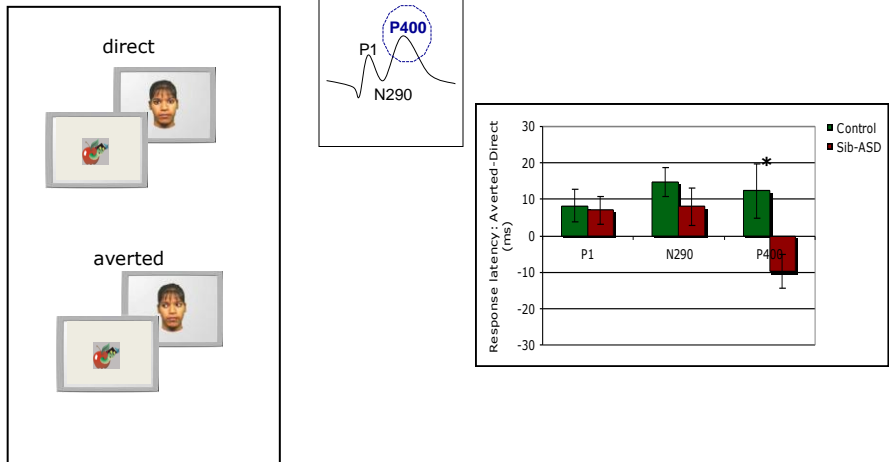 direct
averted
P400
P1
N290
Response latency: Averted-Direct
(ms)
30
20
10
0
-10
-20
-30
*
P1
N290
P400
Control
Sib-ASD